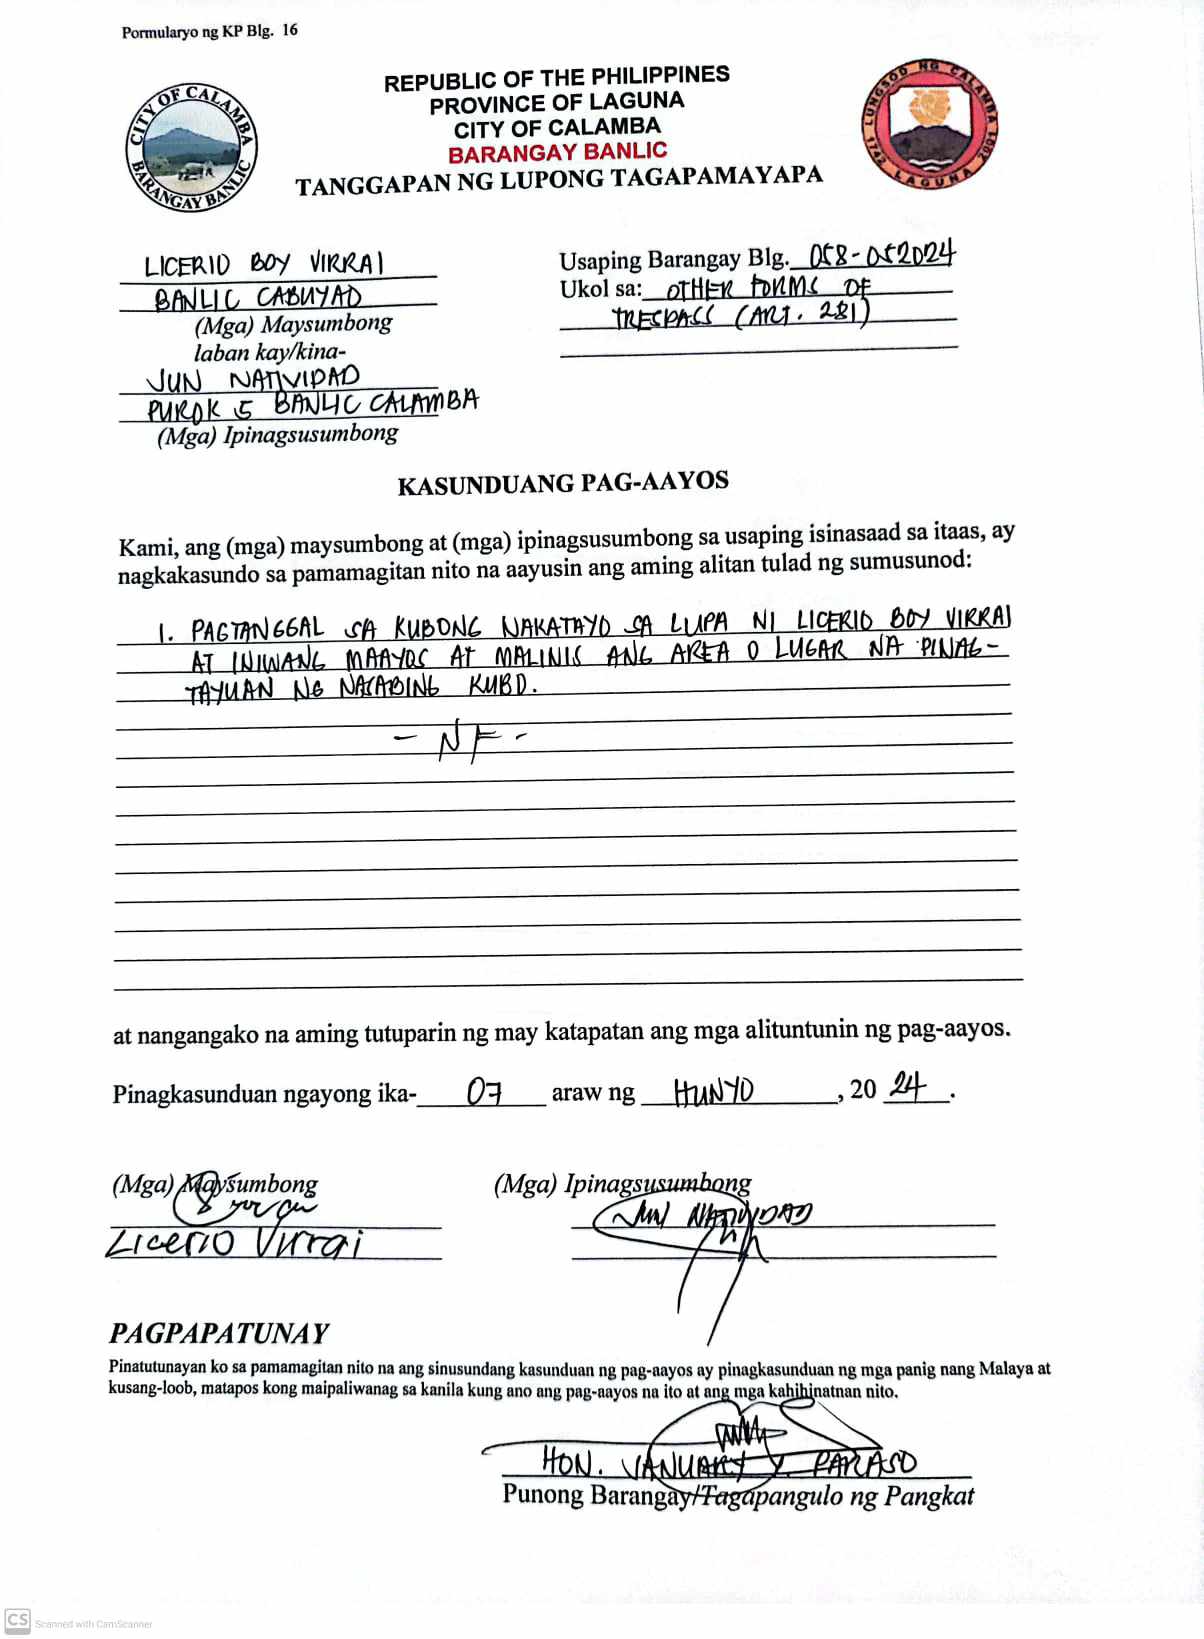 Pormularyo ng KP Blg. 16
REPUBLIC OF THE PHILIPPINES
PROVINCE OF LAGUNA
CITY OF CALAMBA
BARANGAY BANLIC
TANGGAPAN NG LUPONG TAGAPAMAYAPA
CITY OF CALAMBA
BARANGAY BANLIC
LUNGSOD NG CALAMBA
1742 LAGUNA 2001
LICERIO BOY VIRRAI
BANLIC CABUYAO
(Mga) Maysumbong
laban kay/kina-
JUN NATIVIDAD
PUROK 5 BANLIC CALAMBA
(Mga) Ipinagsusumbong
Usaping Barangay Blg. 058-052024
Ukol sa: OTHER FORMS OF
TRESPASS (ART. 281)
KASUNDUANG PAG-AAYOS
Kami, ang (mga) maysumbong at (mga) ipinagsusumbong sa usaping isinasaad sa itaas, ay
nagkakasundo sa pamamagitan nito na aayusin ang aming alitan tulad ng sumusunod:
1. PAGTANGGAL SA KUBONG NAKATAYO SA LUPA NI LICERIO BOY VIRRAI
AT INIWANG MAAYOS AT MALINIS ANG AREA O LUGAR NA PINAG-
TAYUAN NG NASABING KUBO.
- NF -
at nangangako na aming tutuparin ng may katapatan ang mga alituntunin ng pag-aayos.
Pinagkasunduan ngayong ika- 07 araw ng HUNYO, 20 24.
(Mga) Maysumbong
Licerio Virrai
(Mga) Ipinagsusumbong
JUN NATIVIDAD
PAGPAPATUNAY
Pinatutunayan ko sa pamamagitan nito na ang sinusundang kasunduan ng pag-aayos ay pinagkasunduan ng mga panig nang Malaya at
kusang-loob, matapos kong maipaliwanag sa kanila kung ano ang pag-aayos na ito at ang mga kahihinatnan nito.
HON. JANUARY Y. PARASO
Punong Barangay/Tagapangulo ng Pangkat
CS Scanned with CamScanner